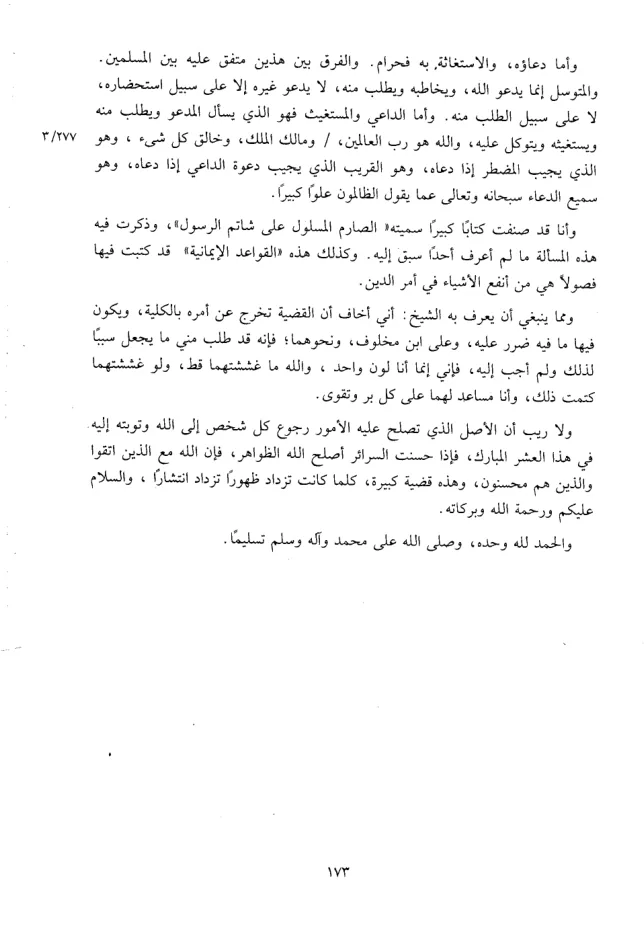 وأما دعاؤه، والاستغاثة به فحرام. والفرق بين هذين متفق عليه بين المسلمين.
والمتوسل إنما يدعو الله، ويخاطبه ويطلب منه، لا يدعو غيره إلا على سبيل استحضاره،
لا على سبيل الطلب منه. وأما الداعي والمستغيث فهو الذي يسأل المدعو ويطلب منه
ويستغيثه ويتوكل عليه، والله هو رب العالمين، / ومالك الملك، وخالق كل شىء، وهو
٣/٢٧٧
الذي يجيب المضطر إذا دعاه، وهو القريب الذي يجيب دعوة الداعي إذا دعاه، وهو
سميع الدعاء سبحانه وتعالى عما يقول الظالمون علوًا كبيرًا.
وأنا قد صنفت كتابًا كبيرًا سميته« الصارم المسلول على شاتم الرسول»، وذكرت فيه
هذه المسألة ما لم أعرف أحدًا سبق إليه. وكذلك هذه «القواعد الإيمانية» قد كتبت فيها
فصولاً هي من أنفع الأشياء في أمر الدين.
ومما ينبغي أن يعرف به الشيخ: أني أخاف أن القضية تخرج عن أمره بالكلية، ويكون
فيها ما فيه ضرر عليه، وعلى ابن مخلوف، ونحوهما؛ فإنه قد طلب مني ما يجعل سببًا
لذلك ولم أجب إليه، فإني إنما أنا لون واحد، والله ما غششتهما قط، ولو غششتهما
كتمت ذلك، وأنا مساعد لهما على كل بر وتقوى.
ولا ريب أن الأصل الذي تصلح عليه الأمور رجوع كل شخص إلى الله وتوبته إليه
في هذا العشر المبارك، فإذا حسنت السرائر أصلح الله الظواهر، فإن الله مع الذين اتقوا
والذين هم محسنون، وهذه قضية كبيرة، كلما كانت تزداد ظهورًا تزداد انتشارًا، والسلام
عليكم ورحمة الله وبركاته.
والحمد لله وحده، وصلى الله على محمد وآله وسلم تسليمًا.
١٧٣